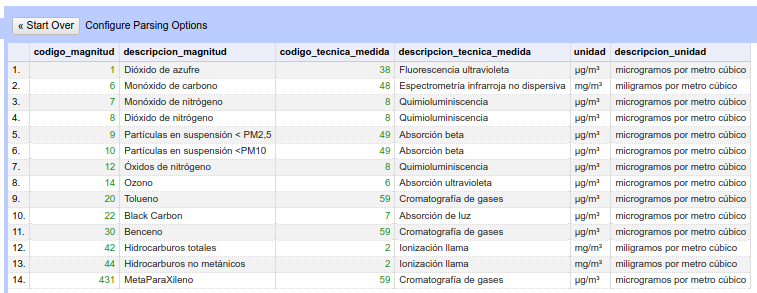 « Start Over Configure Parsing Options
codigo_magnitud descripcion_magnitud codigo_tecnica_medida descripcion_tecnica_medida unidad descripcion_unidad
1. 1 Dióxido de azufre 38 Fluorescencia ultravioleta µg/m³ microgramos por metro cúbico
2. 6 Monóxido de carbono 48 Espectrometría infrarroja no dispersiva mg/m³ miligramos por metro cúbico
3. 7 Monóxido de nitrógeno 8 Quimioluminiscencia µg/m³ microgramos por metro cúbico
4. 8 Dióxido de nitrógeno 8 Quimioluminiscencia µg/m³ microgramos por metro cúbico
5. 9 Partículas en suspensión < PM2,5 49 Absorción beta µg/m³ microgramos por metro cúbico
6. 10 Partículas en suspensión <PM10 49 Absorción beta µg/m³ microgramos por metro cúbico
7. 12 Óxidos de nitrógeno 8 Quimioluminiscencia µg/m³ microgramos por metro cúbico
8. 14 Ozono 6 Absorción ultravioleta µg/m³ microgramos por metro cúbico
9. 20 Tolueno 59 Cromatografía de gases µg/m³ microgramos por metro cúbico
10. 22 Black Carbon 7 Absorción de luz µg/m³ microgramos por metro cúbico
11. 30 Benceno 59 Cromatografía de gases µg/m³ microgramos por metro cúbico
12. 42 Hidrocarburos totales 2 Ionización llama mg/m³ miligramos por metro cúbico
13. 44 Hidrocarburos no metánicos 2 Ionización llama mg/m³ miligramos por metro cúbico
14. 431 MetaParaXileno 59 Cromatografía de gases µg/m³ microgramos por metro cúbico